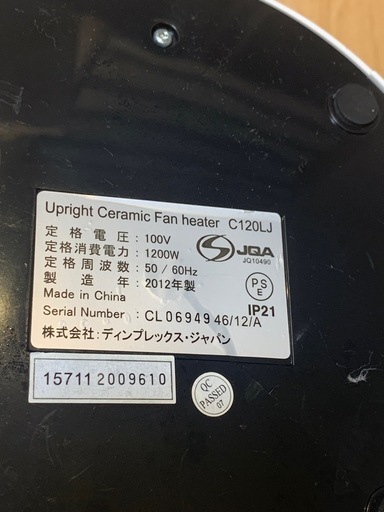 Upright Ceramic Fan heater C120LJ
定格電圧：100V
定格消費電力：1200W
定格周波数：50 / 60Hz
製造年：2012年製
Made in China
Serial Number : CL0694946/12/A
株式会社：ディンプレックス・ジャパン
JQA
JQ10490
PS
E
IP21
15711 2009610
QC
PASSED
07